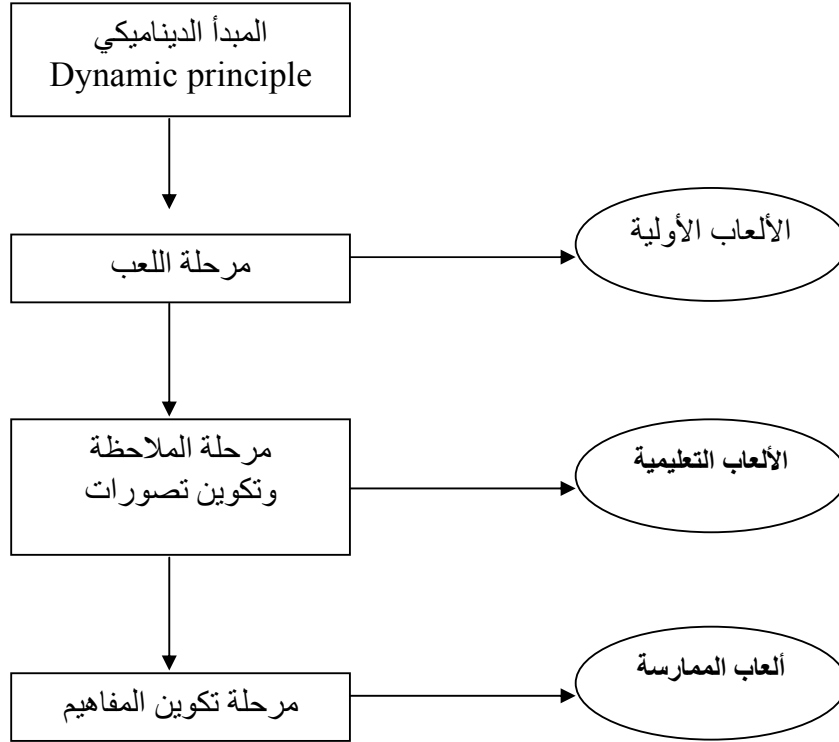 المبدأ الديناميكي
Dynamic principle
مرحلة اللعب
الألعاب الأولية
مرحلة الملاحظة
وتكوين تصورات
الألعاب التعليمية
مرحلة تكوين المفاهيم
ألعاب الممارسة